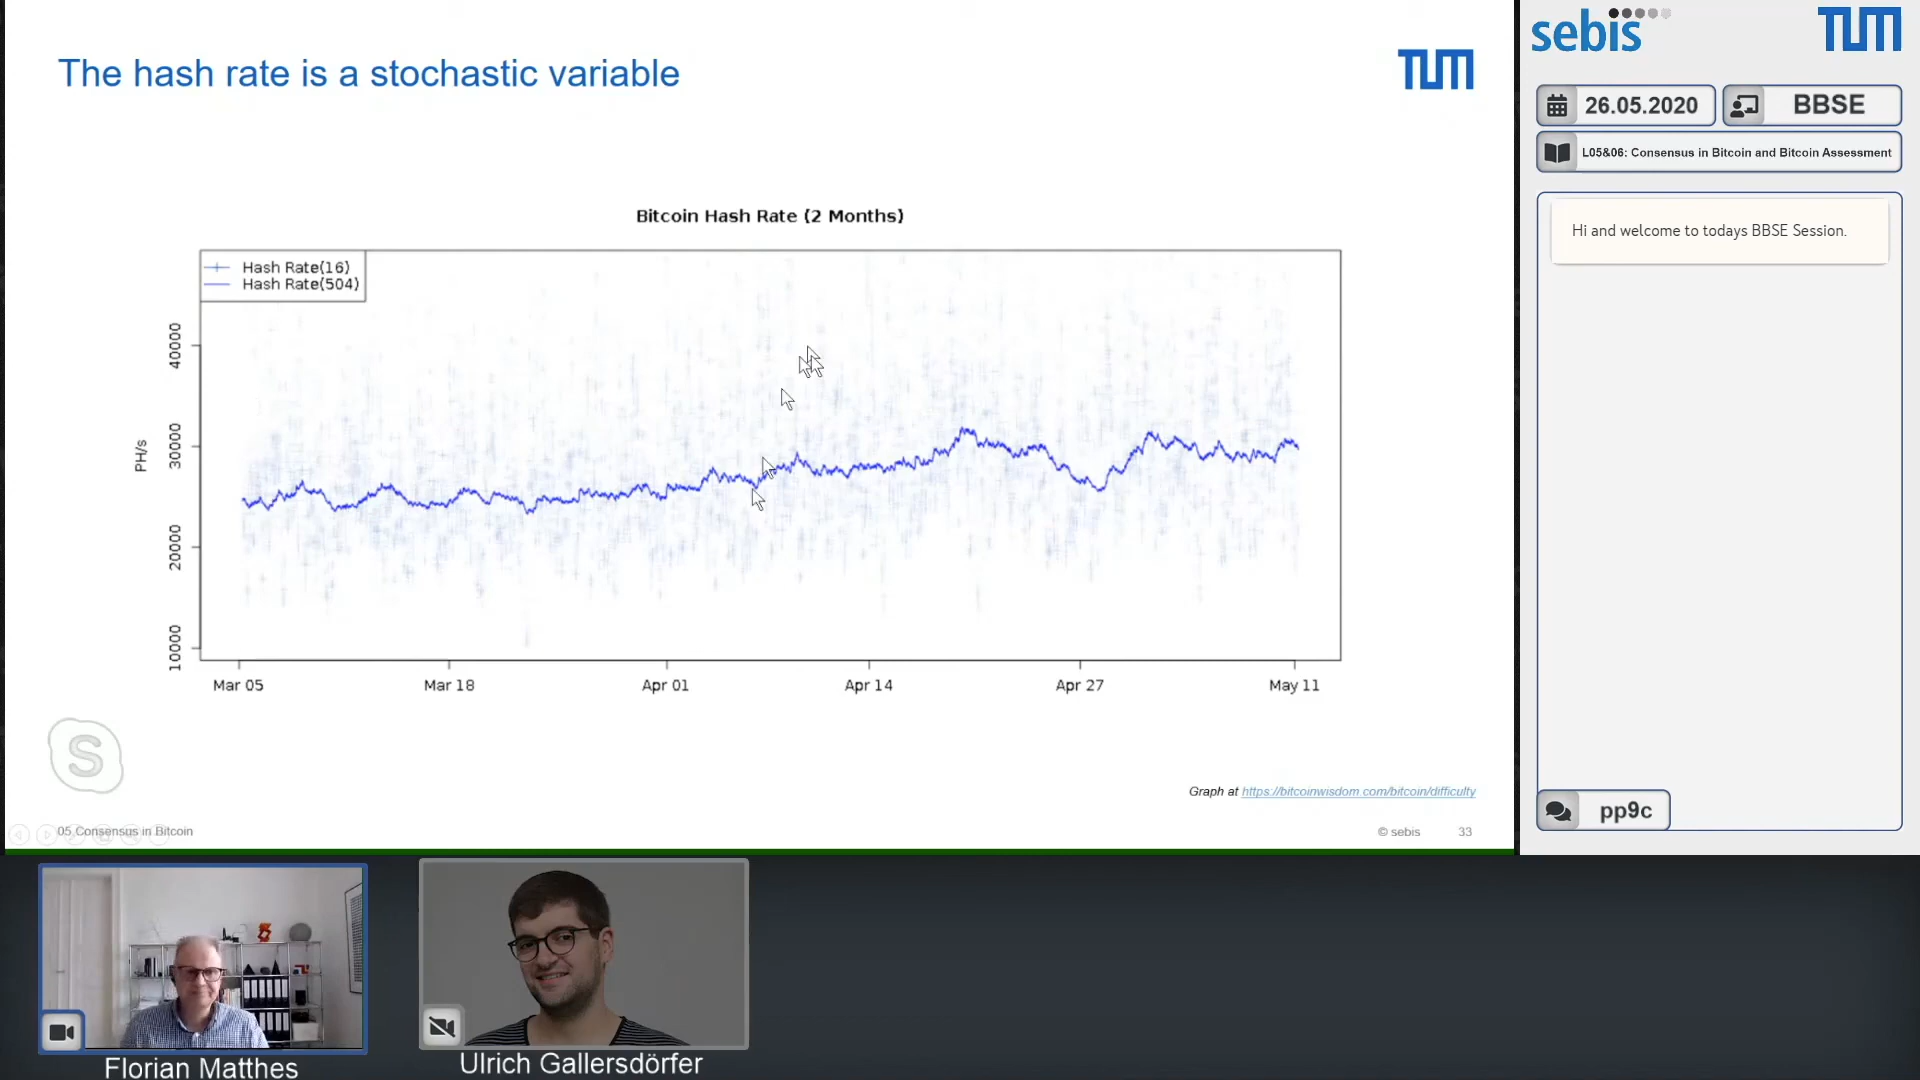 The hash rate is a stochastic variable
TUM
Bitcoin Hash Rate (2 Months)
Hash Rate(16)
Hash Rate(504)
PH/s
40000
30000
200000
10000
Mar 05
Mar 18
Apr 01
Apr 14
Apr 27
May 11
S
Graph at https://bitcoinwisdom.com/bitcoin/difficulty
05 Consensus in Bitcoin
© sebis 33
sebis
TUM
26.05.2020
BBSE
L05&06: Consensus in Bitcoin and Bitcoin Assessment
Hi and welcome to todays BBSE Session.
pp9c
Florian Matthes
Ulrich Gallersdörfer